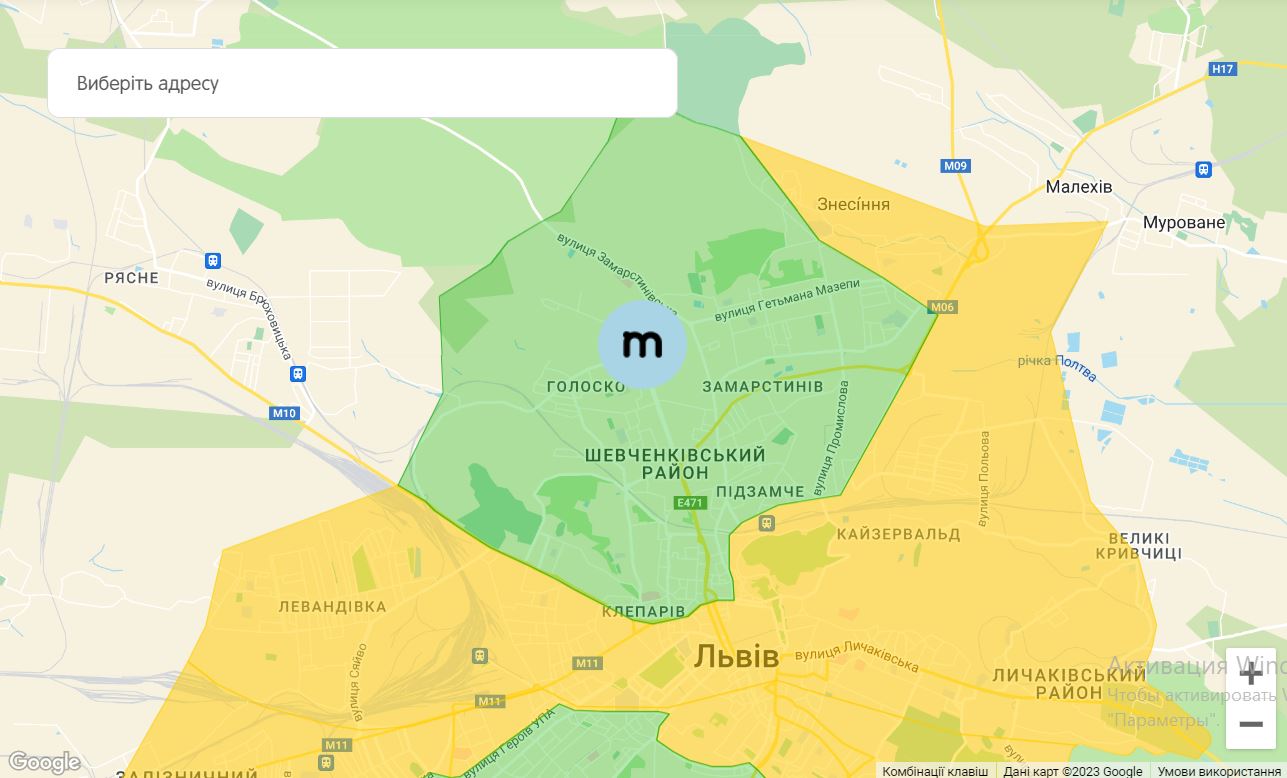 Виберіть адресу
H17
M09
Малехів
Знесіння
Муроване
вулиця Замарстинівська
РЯСНЕ
вулиця Брюховицька
вулиця Гетьмана Мазепи
M06
m
річка Полтва
ГОЛОСКО
ЗАМАРСТИНІВ
M10
вулиця Промислова
ШЕВЧЕНКІВСЬКИЙ
РАЙОН
вулиця Польова
ПІДЗАМЧЕ
E471
КАЙЗЕРВАЛЬД
ВЕЛИКІ
КРИВЧИЦІ
ЛЕВАНДІВКА
КЛЕПАРІВ
Львів
вулиця Личаківська
M11
вулиця Сяйво
ЛИЧАКІВСЬКИЙ
РАЙОН
Активация Wind
Чтобы активировать W
"Параметры".
M11
вулиця Героїв УПА
M11
Google
ЗАЛІЗНИЧНИЙ
Комбінації клавіш
Дані карт ©2023 Google
Умови використання